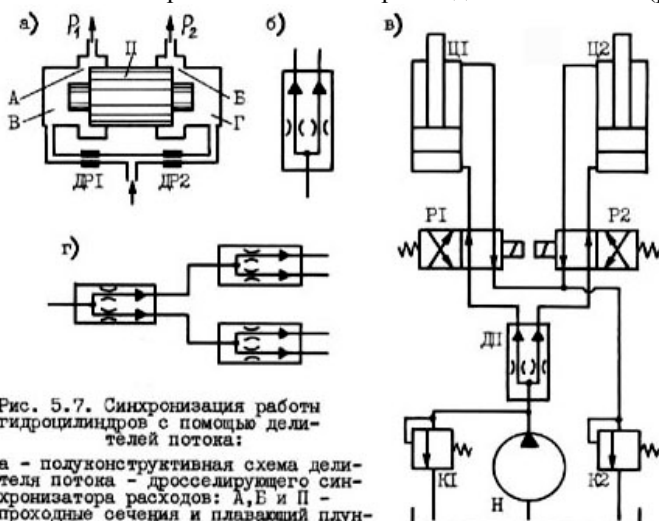 а)
P1
P2
П
б)
в)
А
Б
В
Г
ДР1
ДР2
Ц1
Ц2
Р1
Р2
г)
ДП
К1
Н
К2
Рис. 5.7. Синхронизация работы
гидроцилиндров с помощью дели-
телей потока:
а - полуконструктивная схема дели-
теля потока - дросселирующего син-
хронизатора расходов: А,Б и П -
проходные сечения и плавающий плун-